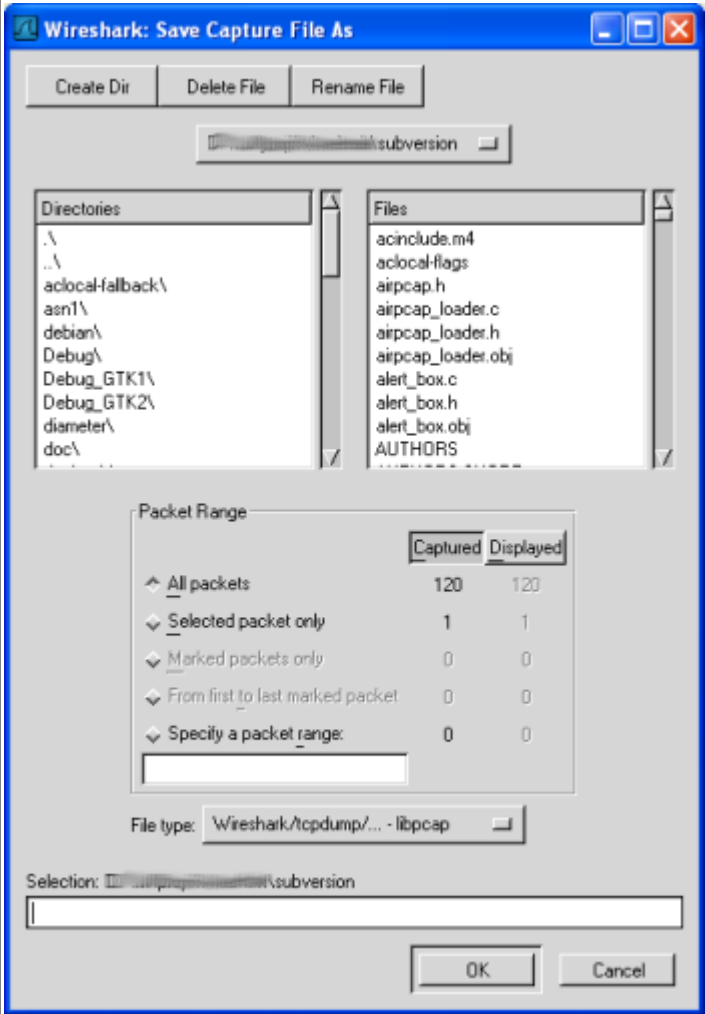 Wireshark: Save Capture File As
Create Dir Delete File Rename File
\subversion
Directories
.\
..\
aclocal-fallback\
asn1\
debian\
Debug\
Debug_GTK1\
Debug_GTK2\
diameter\
doc\
Files
acinclude.m4
aclocal-flags
airpcap.h
airpcap_loader.c
airpcap_loader.h
airpcap_loader.obj
alert_box.c
alert_box.h
alert_box.obj
AUTHORS
Packet Range
Captured Displayed
All packets 120 120
Selected packet only 1 1
Marked packets only 0 0
From first to last marked packet 0 0
Specify a packet range: 0 0
File type: Wireshark/tcpdump/... - libpcap
Selection: \subversion
OK Cancel